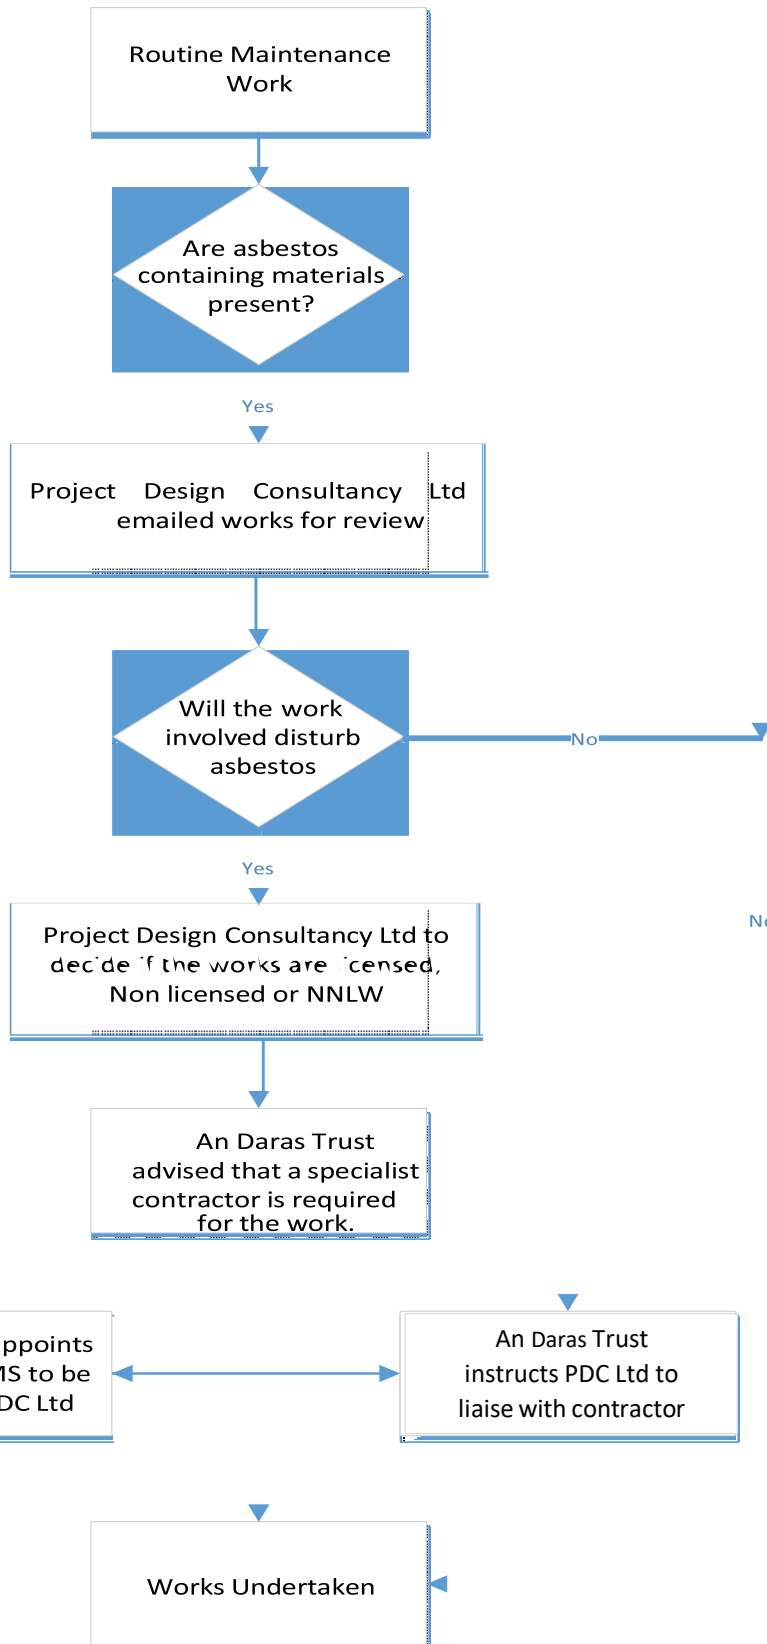 Routine Maintenance
Work
Are asbestos
containing materials
present?
Yes
Project Design Consultancy Ltd
emailed works for review
Will the work
involved disturb
asbestos
No
Yes
Project Design Consultancy Ltd to
decide if the works are licensed,
Non licensed or NNLW
An Daras Trust
advised that a specialist
contractor is required
for the work.
to be
Ltd
An Daras Trust
instructs PDC Ltd to
liaise with contractor
Works Undertaken